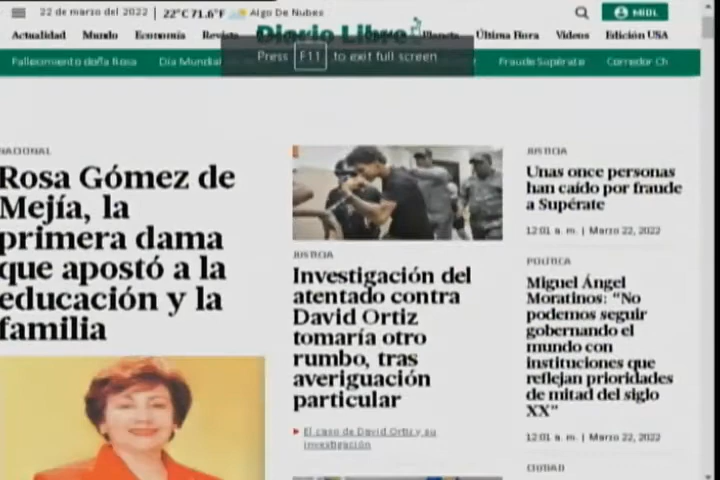 22 de marzo del 2022 | 22°C 71.6°F Algo De Nubes
MIDL
Diario Libre
Actualidad Mundo Economía Revista Planeta Última Hora Videos Edición USA
Press F11 to exit full screen
Fallecimiento doña Rosa Día Mundial Fraude Supérate Corredor Ch
NACIONAL
Rosa Gómez de
Mejía, la
primera dama
que apostó a la
educación y la
familia
JUSTICIA
Investigación del
atentado contra
David Ortiz
tomaría otro
rumbo, tras
averiguación
particular
El caso de David Ortiz y su
investigación
JUSTICIA
Unas once personas
han caído por fraude
a Supérate
12:01 a. m. | Marzo 22, 2022
POLÍTICA
Miguel Ángel
Moratinos: "No
podemos seguir
gobernando el
mundo con
instituciones que
reflejan prioridades
de mitad del siglo
XX"
12:01 a. m. | Marzo 22, 2022
CIUDAD